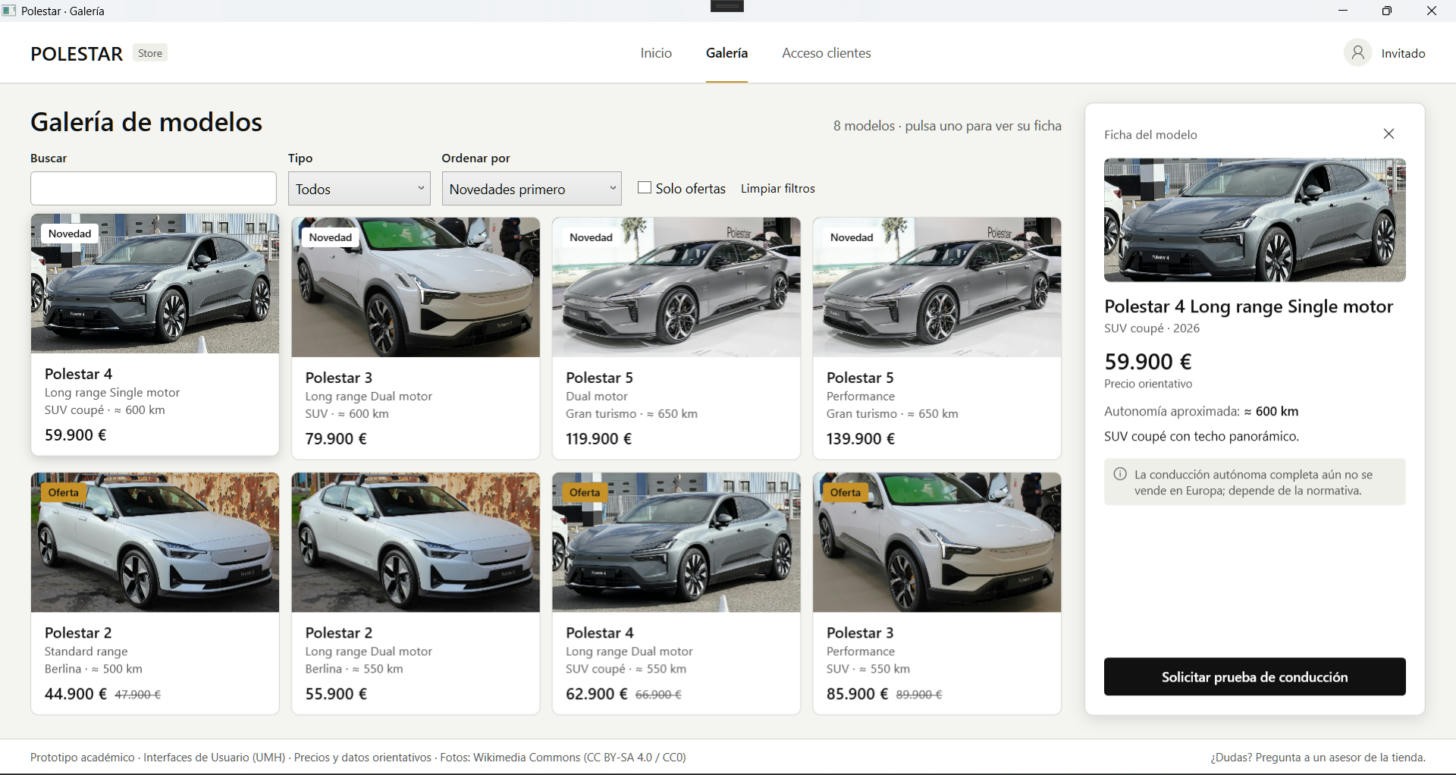 Polestar · Galería
POLESTAR Store
Inicio Galería Acceso clientes
Invitado
Galería de modelos
8 modelos · pulsa uno para ver su ficha
Buscar Tipo Ordenar por
Todos Novedades primero Solo ofertas Limpiar filtros
Novedad
Polestar 4
Long range Single motor
SUV coupé · ≈ 600 km
59.900 €
Novedad
Polestar 3
Long range Dual motor
SUV · ≈ 600 km
79.900 €
Novedad
Polestar
Polestar 5
Dual motor
Gran turismo · ≈ 650 km
119.900 €
Novedad
Polestar
Polestar 5
Performance
Gran turismo · ≈ 650 km
139.900 €
Oferta
Polestar 2
Standard range
Berlina · ≈ 500 km
44.900 € 47.900 €
Polestar 2
Long range Dual motor
Berlina · ≈ 550 km
55.900 €
Oferta
Polestar 4
Long range Dual motor
SUV coupé · ≈ 550 km
62.900 € 66.900 €
Oferta
Polestar 3
Performance
SUV · ≈ 550 km
85.900 € 89.900 €
Ficha del modelo
Polestar 4 Long range Single motor
SUV coupé · 2026
59.900 €
Precio orientativo
Autonomía aproximada: ≈ 600 km
SUV coupé con techo panorámico.
La conducción autónoma completa aún no se
vende en Europa; depende de la normativa.
Solicitar prueba de conducción
Prototipo académico · Interfaces de Usuario (UMH) · Precios y datos orientativos · Fotos: Wikimedia Commons (CC BY-SA 4.0 / CC0)
¿Dudas? Pregunta a un asesor de la tienda.